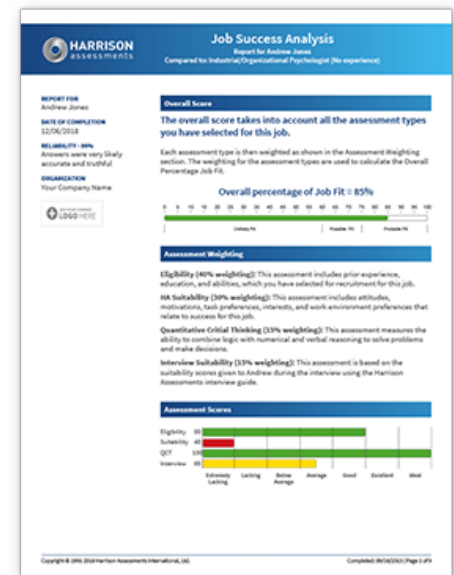 HARRISON
assessments
Job Success Analysis
Report for Andrew Jones
Compared to: Industrial/Organizational Psychologist (No experience)
REPORT FOR
Andrew Jones
DATE OF COMPLETION
12/06/2018
RELIABILITY - 99%
Answers were very likely
accurate and truthful
ORGANIZATION
Your Company Name
LOGO HERE
Overall Score
The overall score takes into account all the assessment types
you have selected for this job.
Each assessment type is then weighted as shown in the Assessment Weighting
section. The weighting for the assessment types are used to calculate the Overall
Percentage Job Fit.
Overall percentage of Job Fit = 85%
0 5 10 15 20 25 30 35 40 45 50 55 60 65 70 75 80 85 90 95 100
Unlikely Fit Possible Fit Probable Fit
Assessment Weighting
Eligibility (40% weighting): This assessment includes prior experience,
education, and abilities, which you have selected for recruitment for this job.
HA Suitability (30% weighting): This assessment includes attitudes,
motivations, task preferences, interests, and work environment preferences that
relate to success for this job.
Quantitative Critial Thinking (15% weighting): This assessment measures the
ability to combine logic with numerical and verbal reasoning to solve problems
and make decisions.
Interview Suitability (15% weighting): This assessment is based on the
suitability scores given to Andrew during the interview using the Harrison
Assessments interview guide.
Assessment Scores
Eligibility
Suitability
QCT 100
Interview
Extremely Lacking Lacking Below Average Average Good Excellent Ideal
Copyright © 1991-2018 Harrison Assessments International, Ltd.
Page 1 of 9